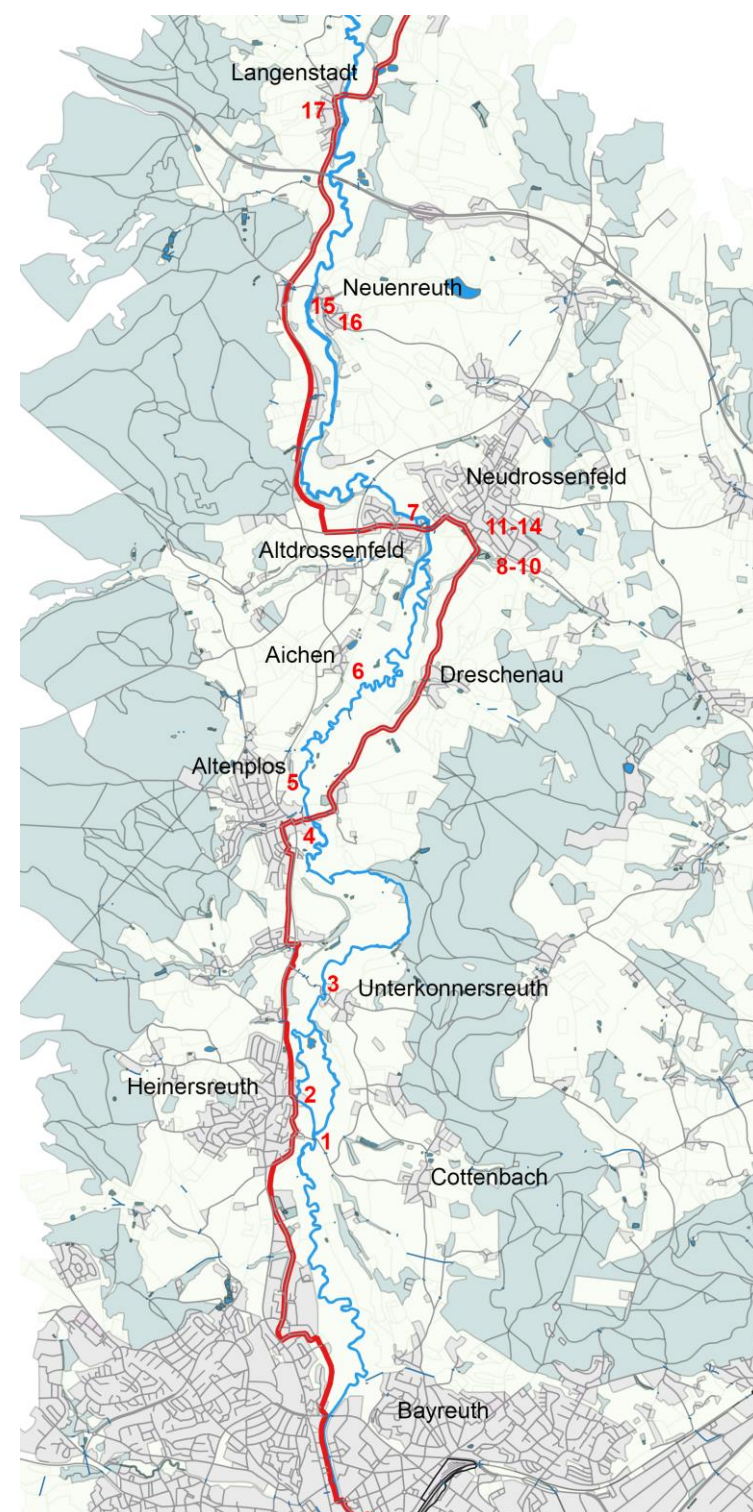 Langenstadt
17
Neuenreuth
15
16
Neudrossenfeld
7
11-14
Altdrossenfeld
8-10
Aichen
6
Dreschenau
Altenplos
5
4
3
Unterkonnersreuth
Heinersreuth
2
1
Cottenbach
Bayreuth